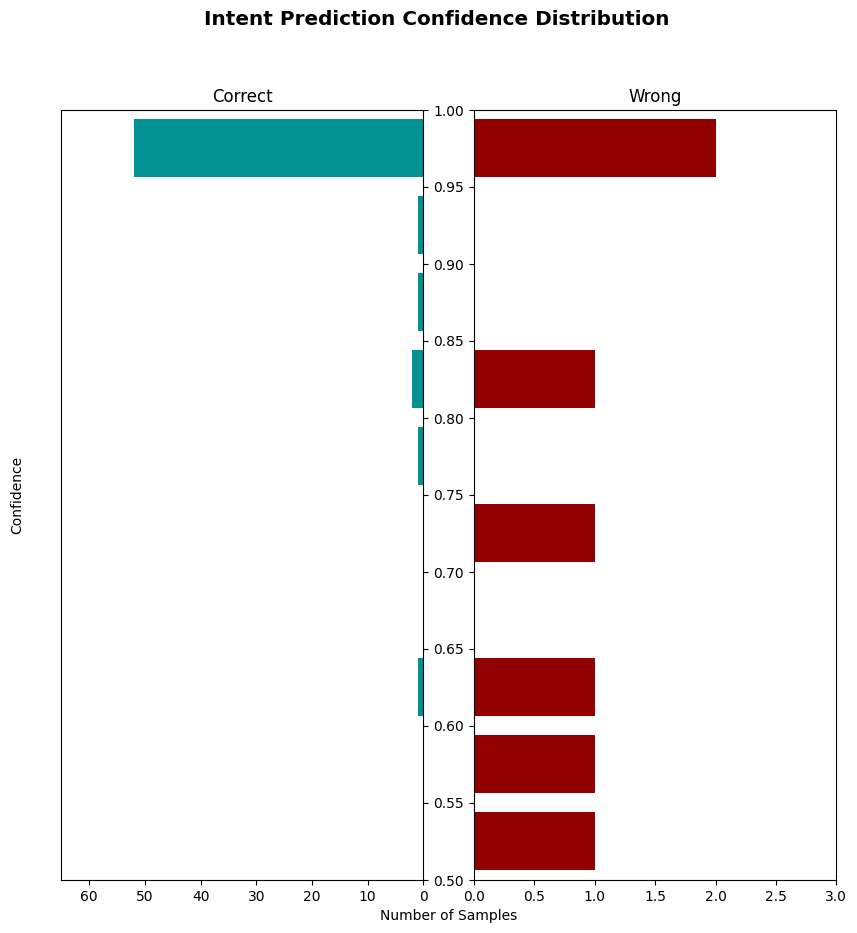 Intent Prediction Confidence Distribution
Correct
Wrong
1.00
0.95
0.90
0.85
0.80
0.75
0.70
0.65
0.60
0.55
0.50
Confidence
60 50 40 30 20 10 0
0.0 0.5 1.0 1.5 2.0 2.5 3.0
Number of Samples